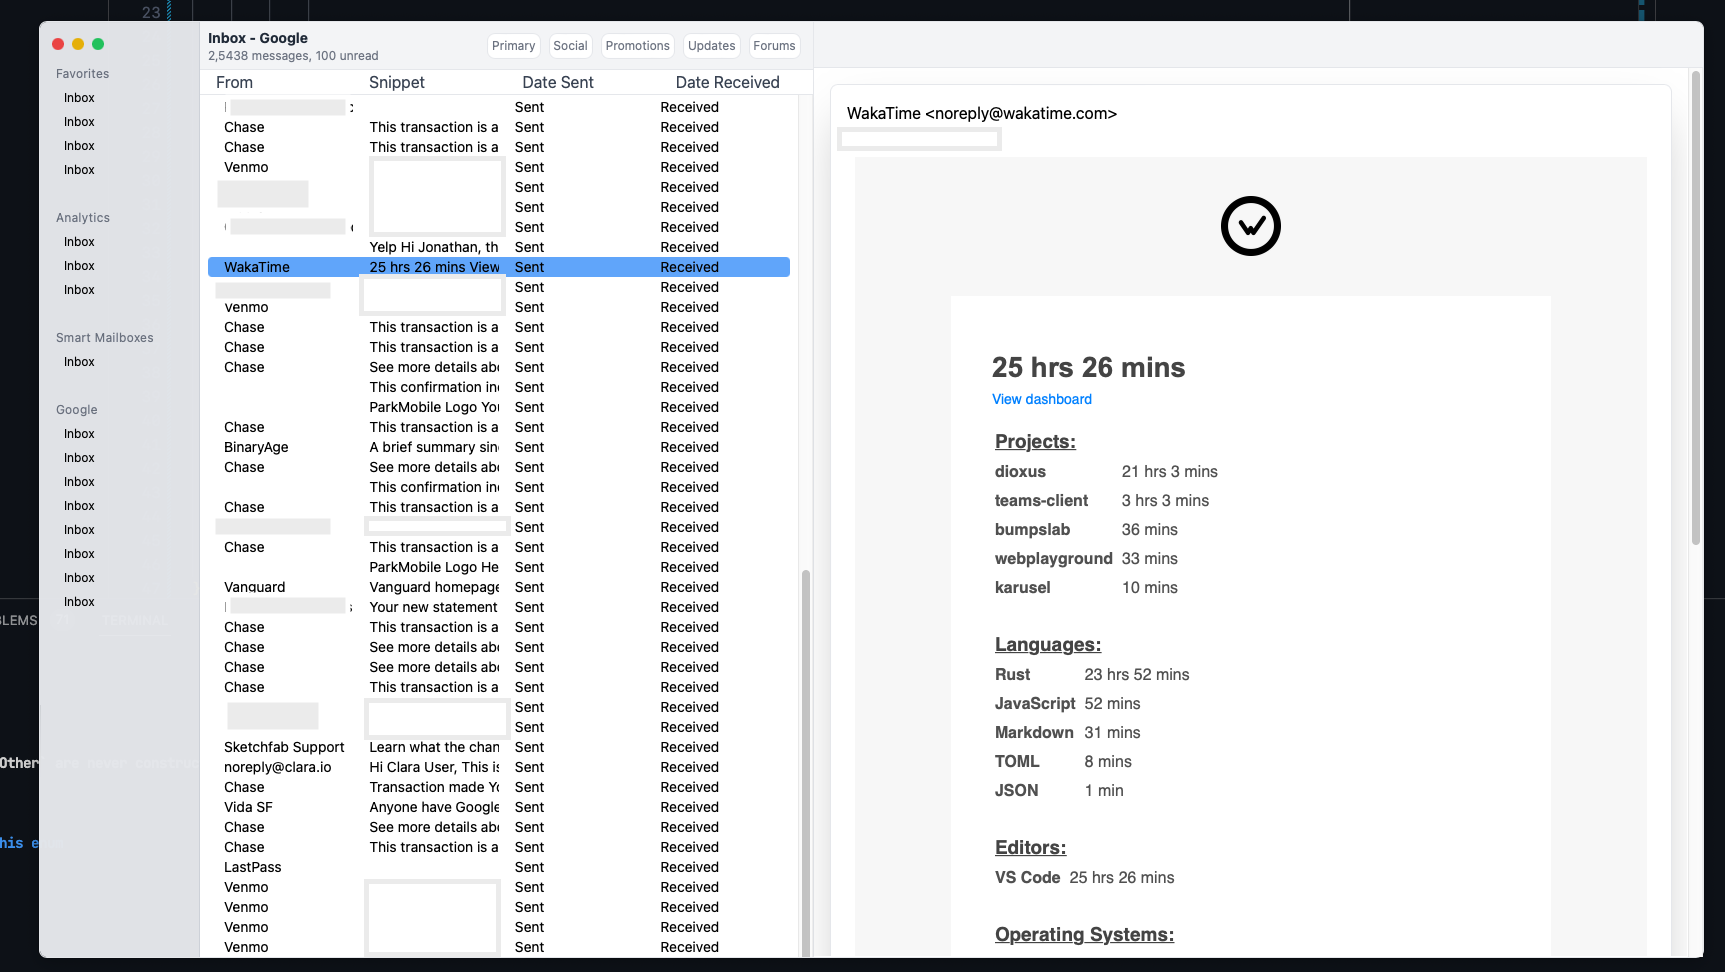 23
Inbox - Google
2,5438 messages, 100 unread
Primary Social Promotions Updates Forums
Favorites
Inbox
Inbox
Inbox
Inbox
Analytics
Inbox
Inbox
Inbox
Smart Mailboxes
Inbox
Google
Inbox
Inbox
Inbox
Inbox
Inbox
Inbox
Inbox
Inbox
From Snippet Date Sent Date Received
Sent Received
Chase This transaction is a Sent Received
Chase This transaction is a Sent Received
Venmo Sent Received
Sent Received
Sent Received
Sent Received
Yelp Hi Jonathan, th Sent Received
WakaTime 25 hrs 26 mins View Sent Received
Sent Received
Venmo Sent Received
Chase This transaction is a Sent Received
Chase This transaction is a Sent Received
Chase See more details abo Sent Received
This confirmation inc Sent Received
ParkMobile Logo You Sent Received
Chase This transaction is a Sent Received
BinaryAge A brief summary sinc Sent Received
Chase See more details abo Sent Received
This confirmation inc Sent Received
Chase This transaction is a Sent Received
Sent Received
Chase This transaction is a Sent Received
ParkMobile Logo He Sent Received
Vanguard Vanguard homepage Sent Received
Your new statement Sent Received
Chase This transaction is a Sent Received
Chase See more details abo Sent Received
Chase See more details abo Sent Received
Chase This transaction is a Sent Received
Sent Received
Sent Received
Sketchfab Support Learn what the chan Sent Received
noreply@clara.io Hi Clara User, This is Sent Received
Chase Transaction made Yo Sent Received
Vida SF Anyone have Google Sent Received
Chase See more details abo Sent Received
Chase This transaction is a Sent Received
LastPass Sent Received
Venmo Sent Received
Venmo Sent Received
Venmo Sent Received
Venmo Sent Received
WakaTime <noreply@wakatime.com>
25 hrs 26 mins
View dashboard
Projects:
dioxus 21 hrs 3 mins
teams-client 3 hrs 3 mins
bumpslab 36 mins
webplayground 33 mins
karusel 10 mins
Languages:
Rust 23 hrs 52 mins
JavaScript 52 mins
Markdown 31 mins
TOML 8 mins
JSON 1 min
Editors:
VS Code 25 hrs 26 mins
Operating Systems:
BLEMS TERMINAL
Other are never construc
his e